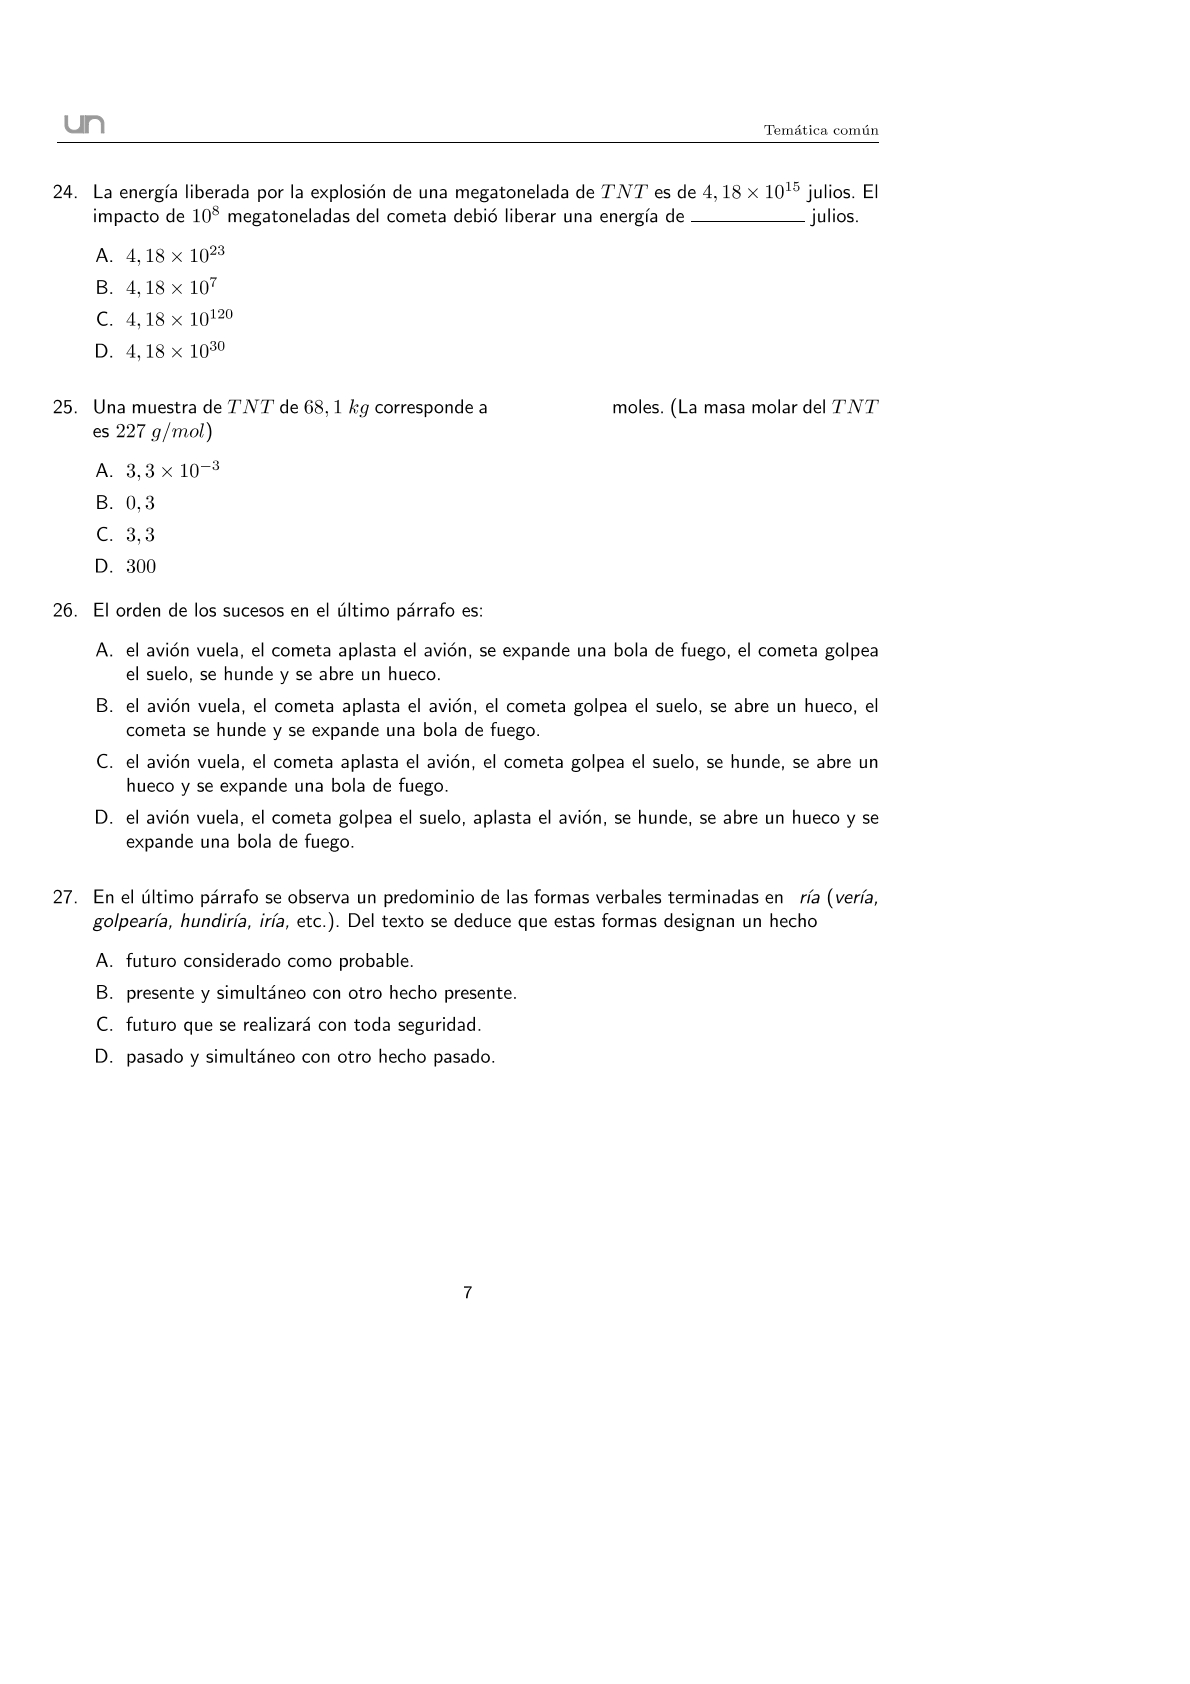 un
Temática común
24. La energía liberada por la explosión de una megatonelada de TNT es de 4, 18 × 10^15 julios. El
impacto de 10^8 megatoneladas del cometa debió liberar una energía de ___________ julios.
A. 4, 18 × 10^23
B. 4, 18 × 10^7
C. 4, 18 × 10^120
D. 4, 18 × 10^30
25. Una muestra de TNT de 68, 1 kg corresponde a moles. (La masa molar del TNT
es 227 g/mol)
A. 3, 3 × 10^−3
B. 0, 3
C. 3, 3
D. 300
26. El orden de los sucesos en el último párrafo es:
A. el avión vuela, el cometa aplasta el avión, se expande una bola de fuego, el cometa golpea
el suelo, se hunde y se abre un hueco.
B. el avión vuela, el cometa aplasta el avión, el cometa golpea el suelo, se abre un hueco, el
cometa se hunde y se expande una bola de fuego.
C. el avión vuela, el cometa aplasta el avión, el cometa golpea el suelo, se hunde, se abre un
hueco y se expande una bola de fuego.
D. el avión vuela, el cometa golpea el suelo, aplasta el avión, se hunde, se abre un hueco y se
expande una bola de fuego.
27. En el último párrafo se observa un predominio de las formas verbales terminadas en ría (vería,
golpearía, hundiría, iría, etc.). Del texto se deduce que estas formas designan un hecho
A. futuro considerado como probable.
B. presente y simultáneo con otro hecho presente.
C. futuro que se realizará con toda seguridad.
D. pasado y simultáneo con otro hecho pasado.
7